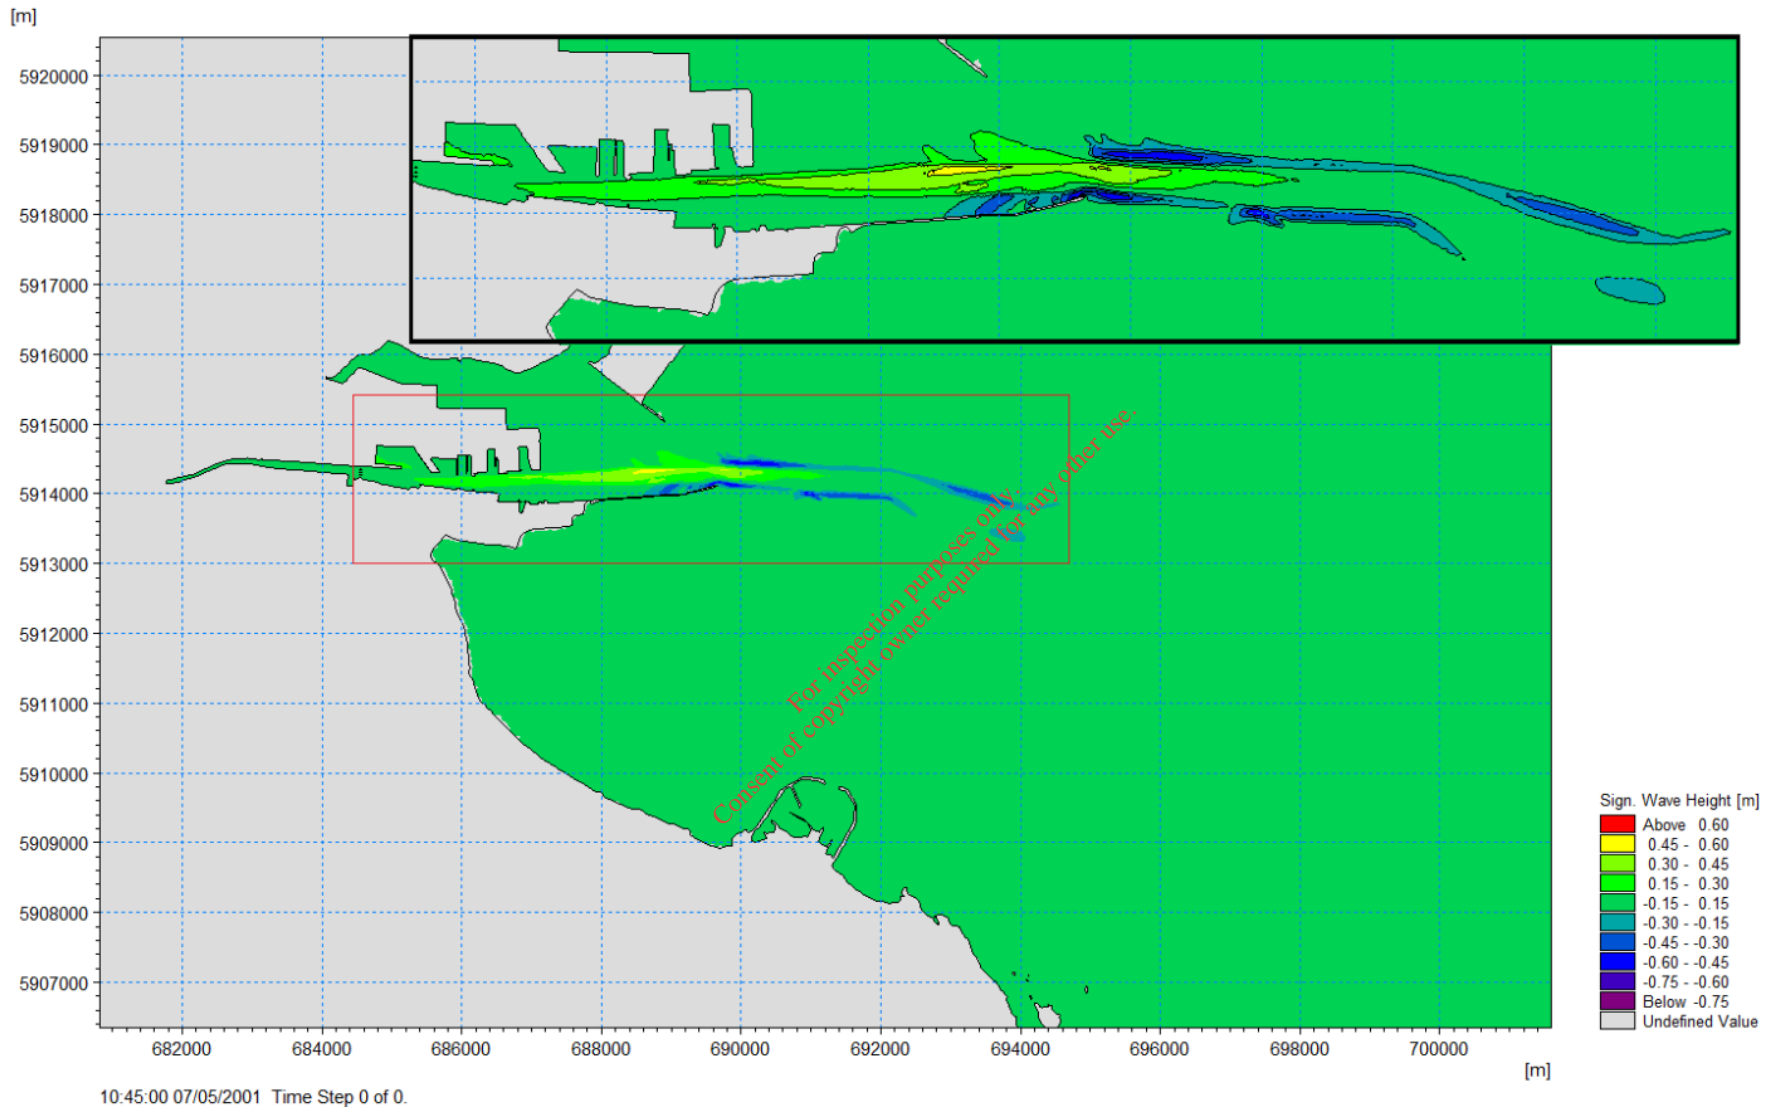 [m]
5920000
5919000
5918000
5917000
5916000
5915000
5914000
5913000
5912000
5911000
5910000
5909000
5908000
5907000
682000 684000 686000 688000 690000 692000 694000 696000 698000 700000
[m]
For inspection purposes only.
Consent of copyright owner required for any other use.
Sign. Wave Height [m]
Above 0.60
0.45 - 0.60
0.30 - 0.45
0.15 - 0.30
-0.15 - 0.15
-0.30 - -0.15
-0.45 - -0.30
-0.60 - -0.45
-0.75 - -0.60
Below -0.75
Undefined Value
10:45:00 07/05/2001 Time Step 0 of 0.